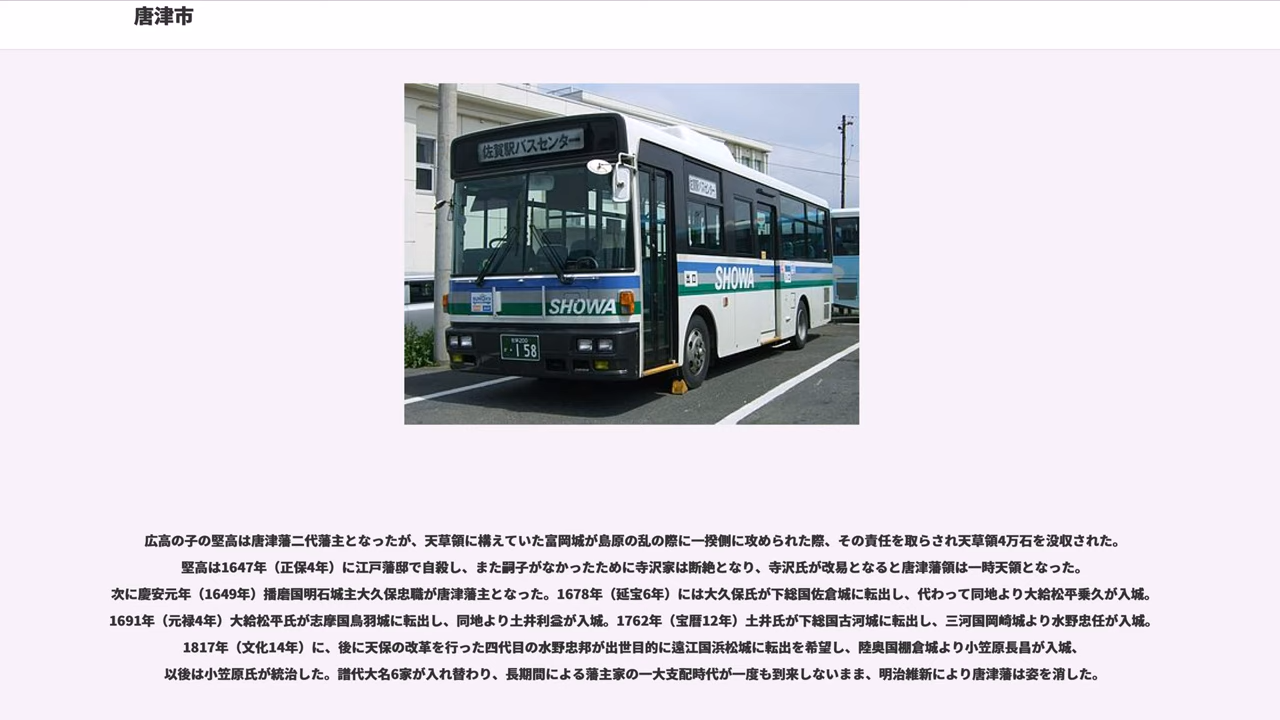 唐津市
佐賀駅バスセンター
佐賀駅バスセンター
SHOWA
出口
SHOWA
158
広高の子の堅高は唐津藩二代藩主となったが、天草領に構えていた富岡城が島原の乱の際に一揆側に攻められた際、その責任を取らされ天草領4万石を没収された。
堅高は1647年（正保4年）に江戸藩邸で自殺し、また嗣子がなかったために寺沢家は断絶となり、寺沢氏が改易となると唐津藩領は一時天領となった。
次に慶安元年（1649年）播磨国明石城主大久保忠職が唐津藩主となった。1678年（延宝6年）には大久保氏が下総国佐倉城に転出し、代わって同地より大給松平乗久が入城。
1691年（元禄4年）大給松平氏が志摩国鳥羽城に転出し、同地より土井利益が入城。1762年（宝暦12年）土井氏が下総国古河城に転出し、三河国岡崎城より水野忠任が入城。
1817年（文化14年）に、後に天保の改革を行った四代目の水野忠邦が出世目的に遠江国浜松城に転出を希望し、陸奥国棚倉城より小笠原長昌が入城、
以後は小笠原氏が統治した。譜代大名6家が入れ替わり、長期間による藩主家の一大支配時代が一度も到来しないまま、明治維新により唐津藩は姿を消した。